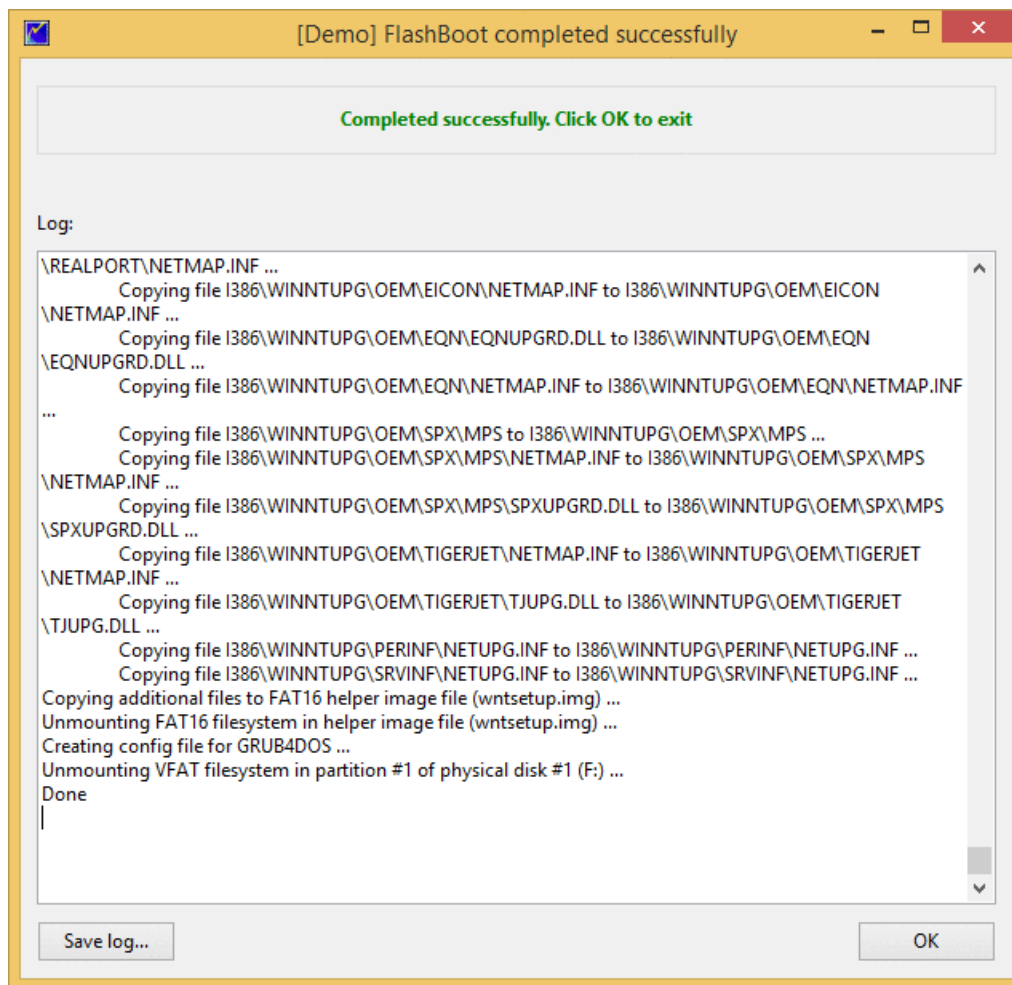 [Demo] FlashBoot completed successfully
Completed successfully. Click OK to exit
Log:
\REALPORT\NETMAP.INF ...
Copying file I386\WINNTUPG\OEM\EICON\NETMAP.INF to I386\WINNTUPG\OEM\EICON
\NETMAP.INF ...
Copying file I386\WINNTUPG\OEM\EQN\EQNUPGRD.DLL to I386\WINNTUPG\OEM\EQN
\EQNUPGRD.DLL ...
Copying file I386\WINNTUPG\OEM\EQN\NETMAP.INF to I386\WINNTUPG\OEM\EQN\NETMAP.INF
...
Copying file I386\WINNTUPG\OEM\SPX\MPS to I386\WINNTUPG\OEM\SPX\MPS ...
Copying file I386\WINNTUPG\OEM\SPX\MPS\NETMAP.INF to I386\WINNTUPG\OEM\SPX\MPS
\NETMAP.INF ...
Copying file I386\WINNTUPG\OEM\SPX\MPS\SPXUPGRD.DLL to I386\WINNTUPG\OEM\SPX\MPS
\SPXUPGRD.DLL ...
Copying file I386\WINNTUPG\OEM\TIGERJET\NETMAP.INF to I386\WINNTUPG\OEM\TIGERJET
\NETMAP.INF ...
Copying file I386\WINNTUPG\OEM\TIGERJET\TJUPG.DLL to I386\WINNTUPG\OEM\TIGERJET
\TJUPG.DLL ...
Copying file I386\WINNTUPG\PERINF\NETUPG.INF to I386\WINNTUPG\PERINF\NETUPG.INF ...
Copying file I386\WINNTUPG\SRVINF\NETUPG.INF to I386\WINNTUPG\SRVINF\NETUPG.INF ...
Copying additional files to FAT16 helper image file (wntsetup.img) ...
Unmounting FAT16 filesystem in helper image file (wntsetup.img) ...
Creating config file for GRUB4DOS ...
Unmounting VFAT filesystem in partition #1 of physical disk #1 (F:) ...
Done
Save log...
OK